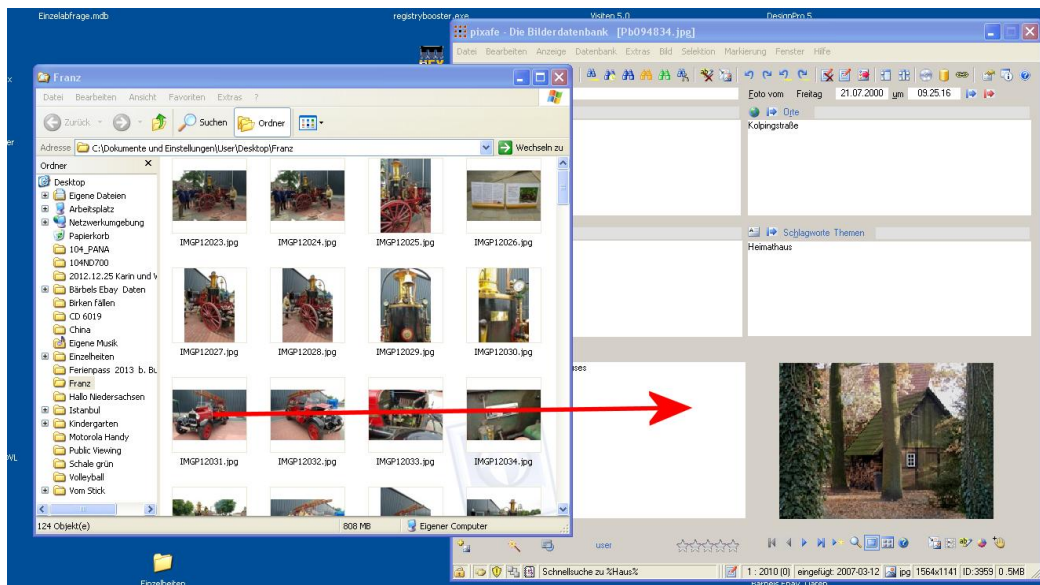 Einzelabfrage.mdb
registrybooster.exe
Visiten 5.0
DesignPro 5
pixafe - Die Bilderdatenbank [Pb094834.jpg]
Datei Bearbeiten Anzeige Datenbank Extras Bild Selektion Markierung Fenster Hilfe
Foto vom Freitag 21.07.2000 um 09.25.16
Orte
Kolpingstraße
Schlagworte Themen
Heimathaus
Franz
Datei Bearbeiten Ansicht Favoriten Extras ?
Zurück Suchen Ordner
Adresse C:\Dokumente und Einstellungen\User\Desktop\Franz Wechseln zu
Ordner X
Desktop
Eigene Dateien
Arbeitsplatz
Netzwerkumgebung
Papierkorb
104_PANA
104ND700
2012.12.25 Karin und
Bärbels Ebay Daten
Birken fällen
CD 6019
China
Eigene Musik
Einzelheiten
Ferienpass 2013 b. Bu
Franz
Hallo Niedersachsen
Istanbul
Kindergarten
Motorola Handy
Public Viewing
Schale grün
Volleyball
Vom Stick
IMGP12023.jpg IMGP12024.jpg IMGP12025.jpg IMGP12026.jpg
IMGP12027.jpg IMGP12028.jpg IMGP12029.jpg IMGP12030.jpg
IMGP12031.jpg IMGP12032.jpg IMGP12033.jpg IMGP12034.jpg
124 Objekt(e) 808 MB Eigener Computer
user
Schnellsuche zu %Haus% 1 : 2010 (0) eingefügt: 2007-03-12 jpg 1564x1141 ID:3959 0.5MB